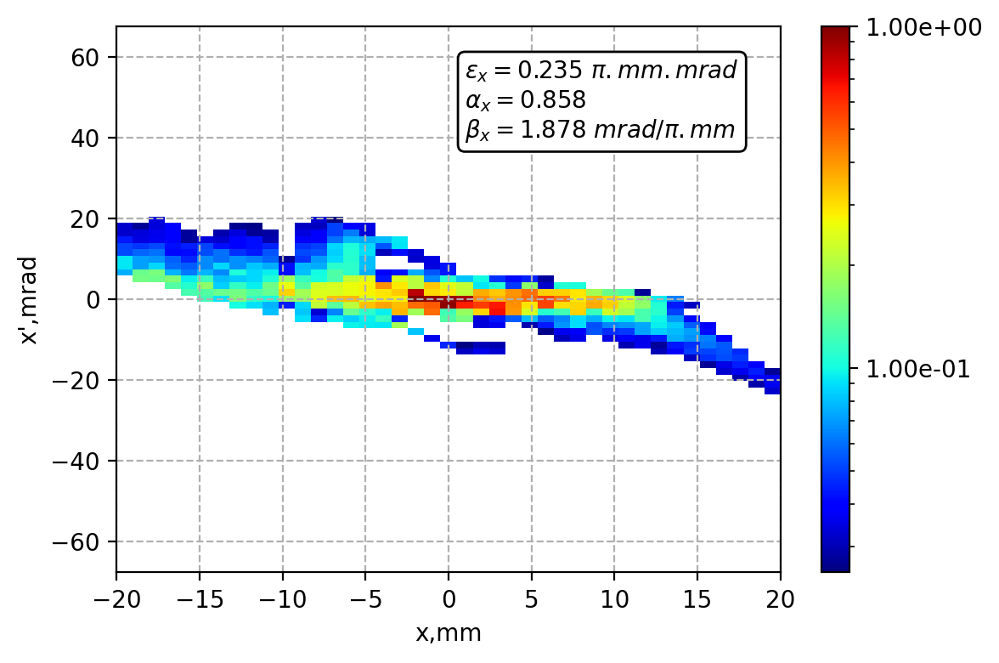 1.00e+00
60
εx = 0.235 π.mm.mrad
αx = 0.858
βx = 1.878 mrad/π.mm
40
20
x',mrad
0
1.00e-01
−20
−40
−60
−20 −15 −10 −5 0 5 10 15 20
x,mm